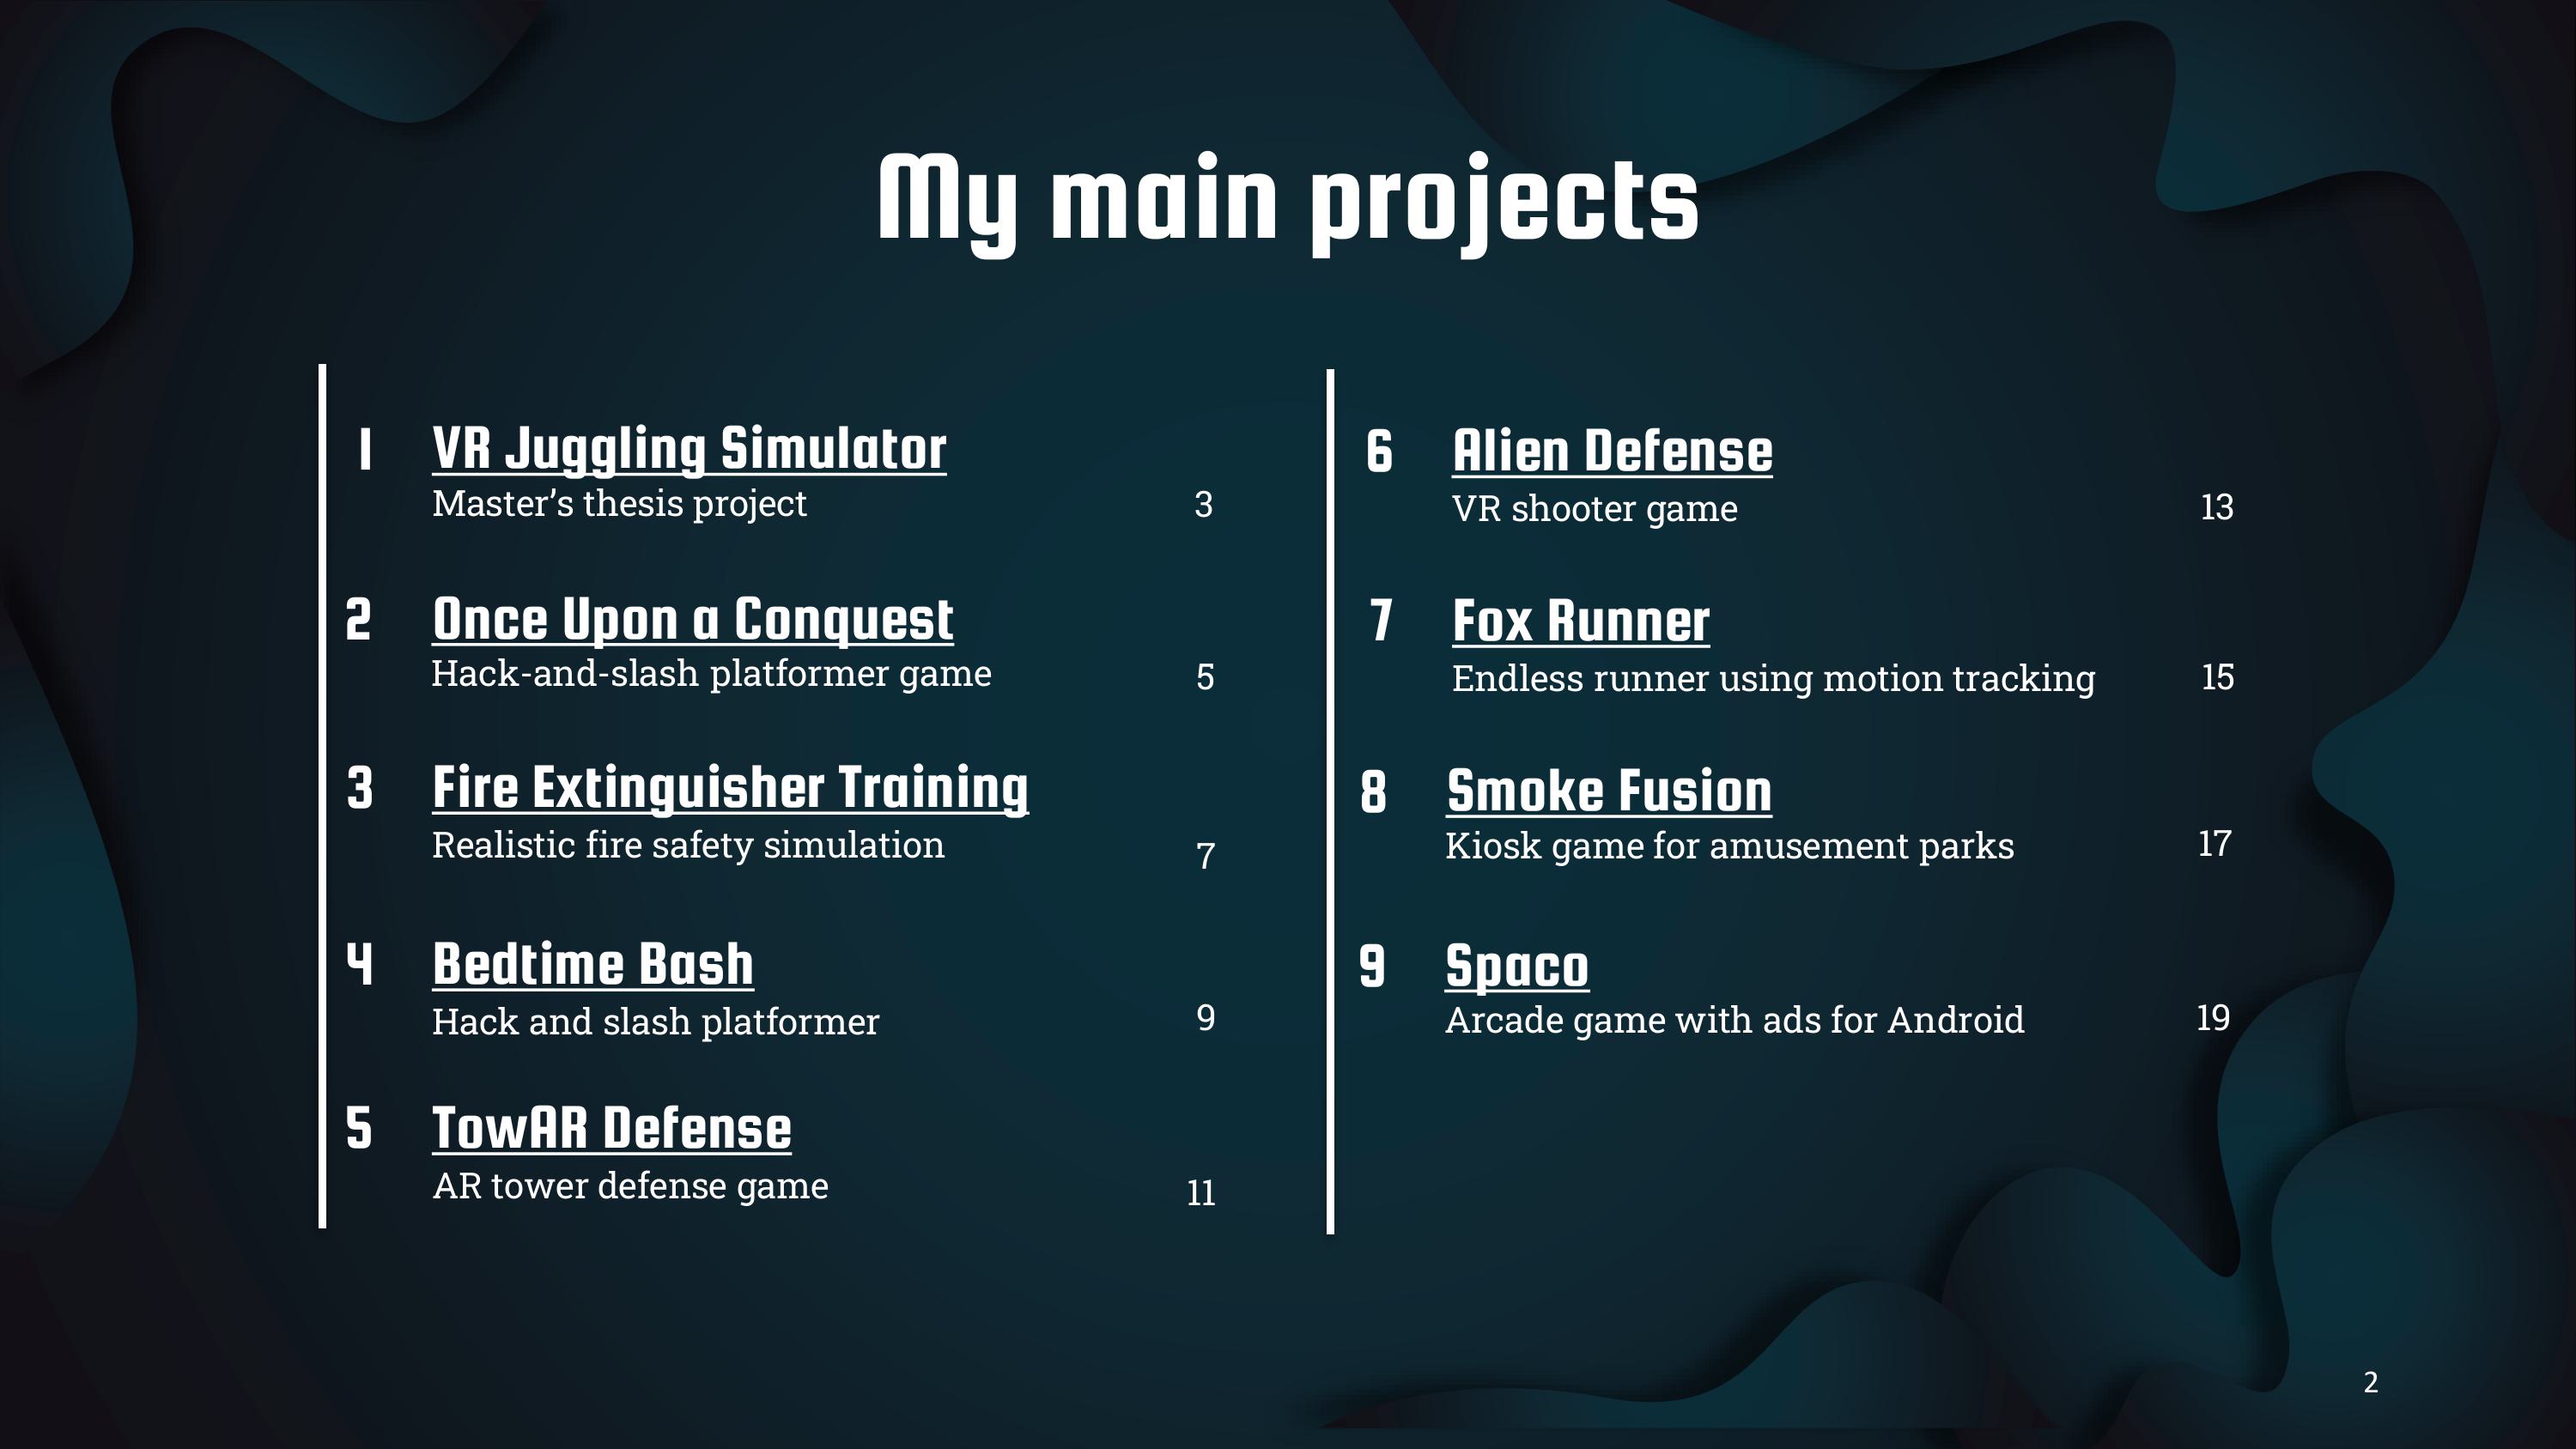 My main projects
1 VR Juggling Simulator
Master’s thesis project 3
2 Once Upon a Conquest
Hack-and-slash platformer game 5
3 Fire Extinguisher Training
Realistic fire safety simulation 7
4 Bedtime Bash
Hack and slash platformer 9
5 TowAR Defense
AR tower defense game 11
6 Alien Defense
VR shooter game 13
7 Fox Runner
Endless runner using motion tracking 15
8 Smoke Fusion
Kiosk game for amusement parks 17
9 Spaco
Arcade game with ads for Android 19
2